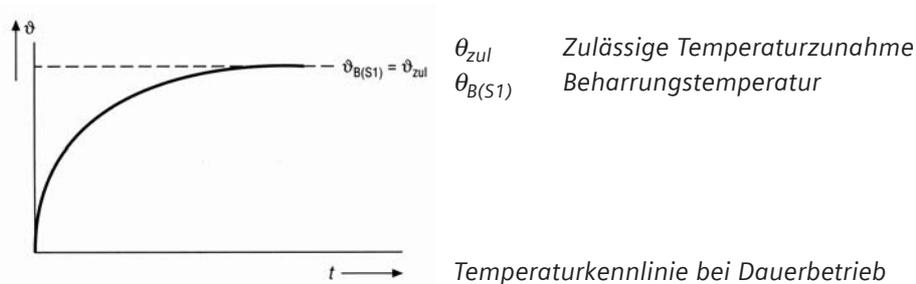 ϑ
ϑB(S1) = ϑzul
t
θzul Zulässige Temperaturzunahme
θB(S1) Beharrungstemperatur
Temperaturkennlinie bei Dauerbetrieb